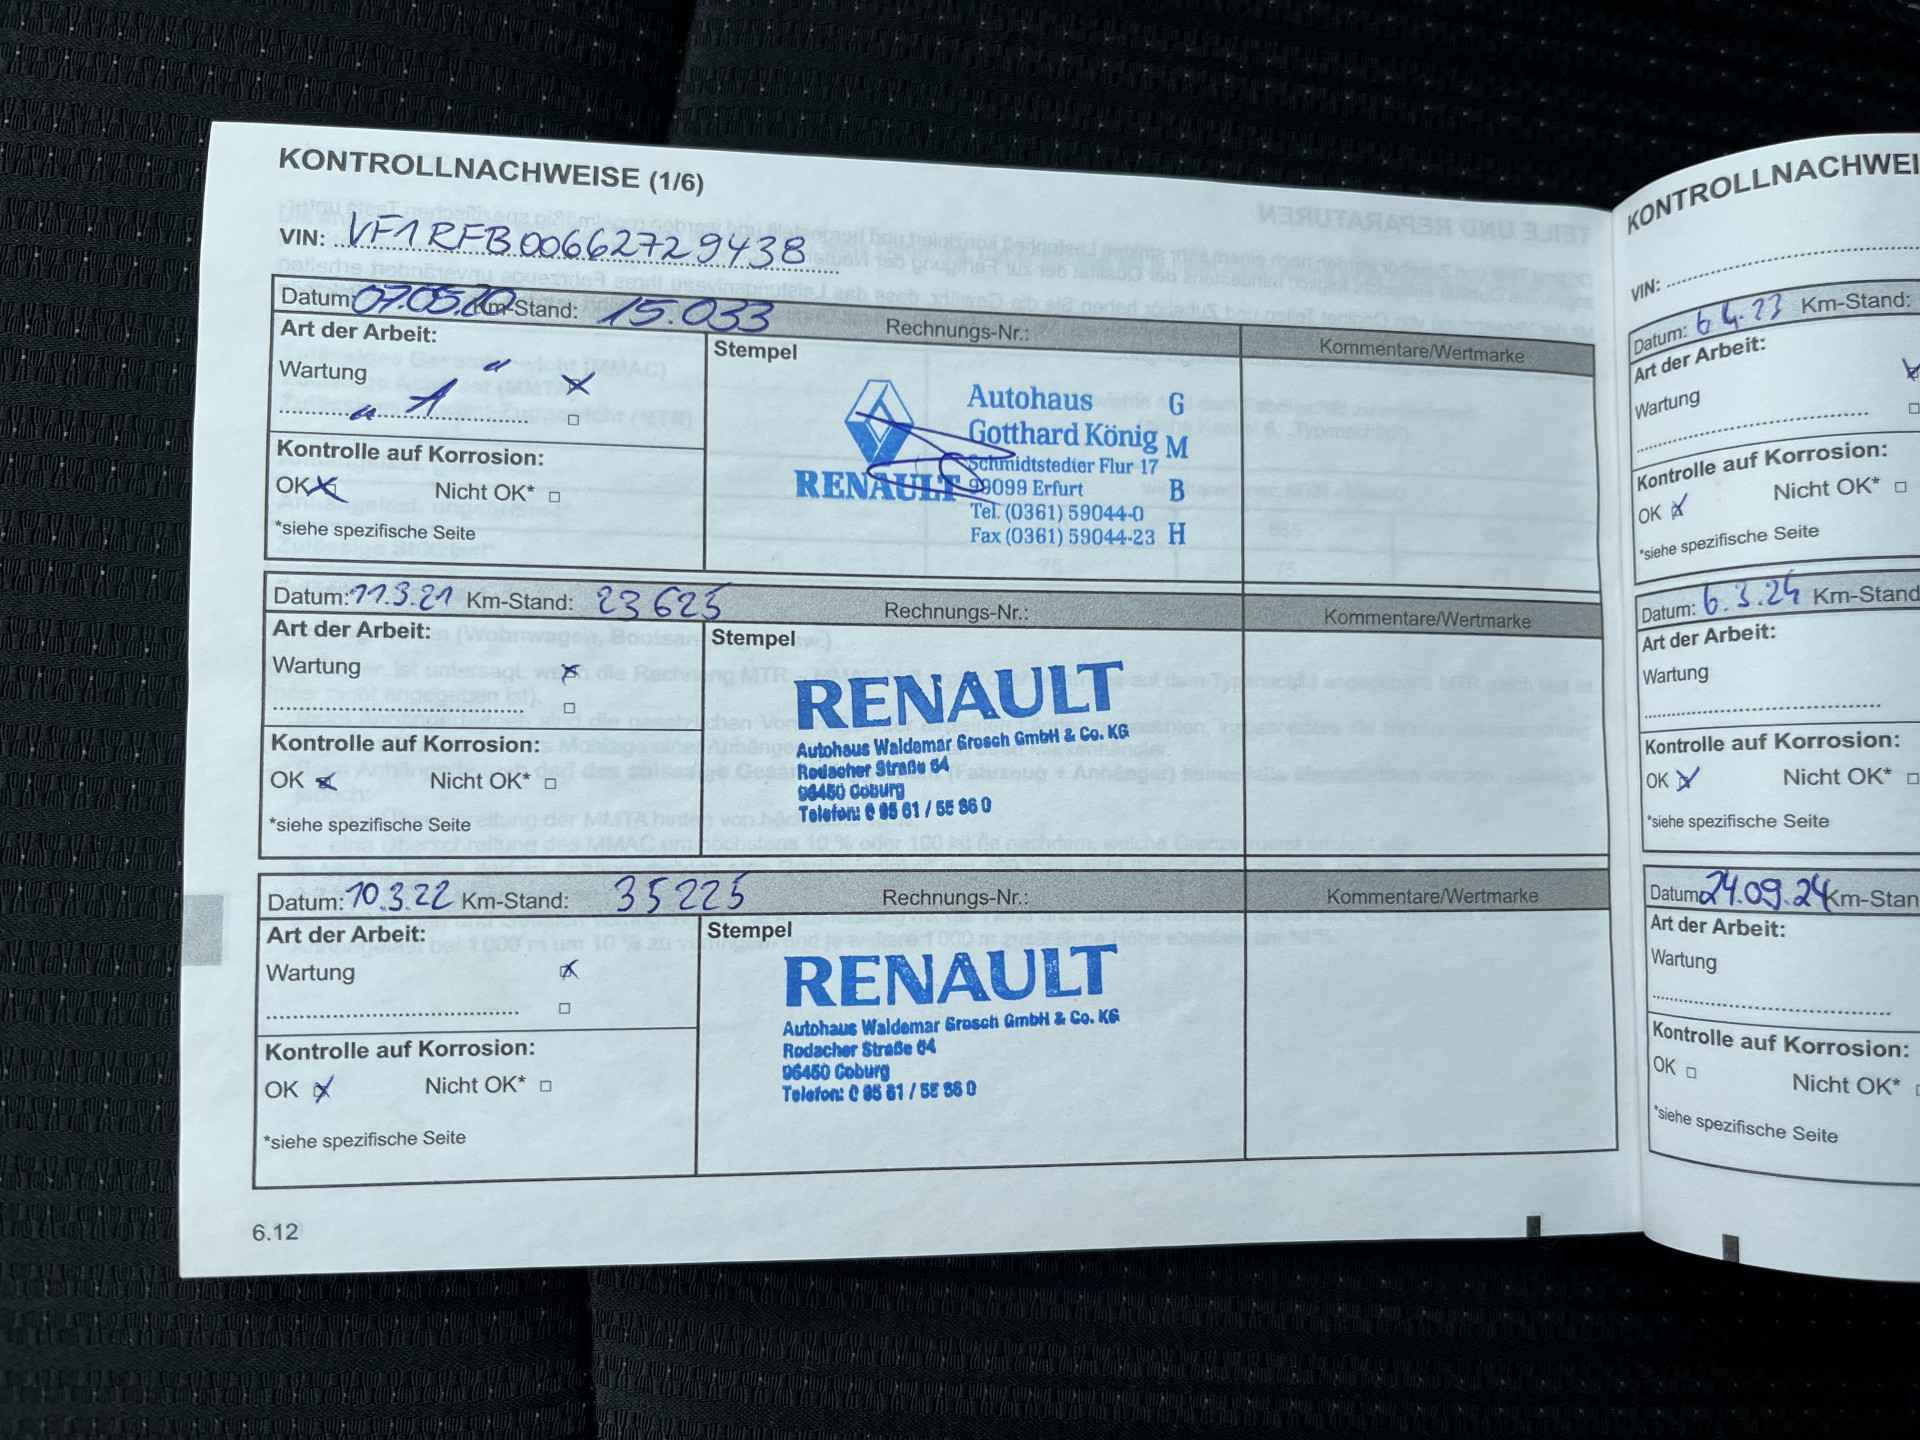 KONTROLLNACHWEISE (1/6)
VIN: VF1RFB00662729438
Datum: 07.05.20 Km-Stand: 15.033 Rechnungs-Nr.: Kommentare/Wertmarke
Art der Arbeit:
Wartung
"1"
Kontrolle auf Korrosion:
OK Nicht OK*
*siehe spezifische Seite
Stempel
RENAULT
Autohaus
Gotthard König
Schmidtstedter Flur 17
99099 Erfurt
Tel. (0361) 59044-0
Fax (0361) 59044-23
G
M
B
H
Datum: 11.3.21 Km-Stand: 23625 Rechnungs-Nr.: Kommentare/Wertmarke
Art der Arbeit:
Wartung
Kontrolle auf Korrosion:
OK Nicht OK*
*siehe spezifische Seite
Stempel
RENAULT
Autohaus Waldemar Grosch GmbH & Co. KG
Rodacher Straße 64
96450 Coburg
Telefon: 0 95 61 / 55 86 0
Datum: 10.3.22 Km-Stand: 35225 Rechnungs-Nr.: Kommentare/Wertmarke
Art der Arbeit:
Wartung
Kontrolle auf Korrosion:
OK Nicht OK*
*siehe spezifische Seite
Stempel
RENAULT
Autohaus Waldemar Grosch GmbH & Co. KG
Rodacher Straße 64
96450 Coburg
Telefon: 0 95 61 / 55 86 0
6.12
KONTROLLNACHWEI
VIN:
Datum: 6.4.23 Km-Stand:
Art der Arbeit:
Wartung
Kontrolle auf Korrosion:
OK Nicht OK*
*siehe spezifische Seite
Datum: 6.3.24 Km-Stand
Art der Arbeit:
Wartung
Kontrolle auf Korrosion:
OK Nicht OK*
*siehe spezifische Seite
Datum: 24.09.24 Km-Stan
Art der Arbeit:
Wartung
Kontrolle auf Korrosion:
OK Nicht OK*
*siehe spezifische Seite